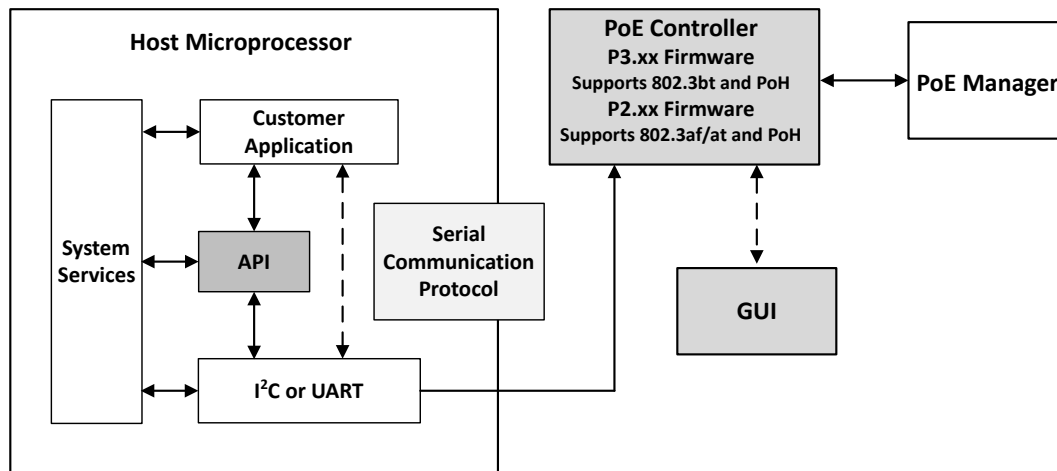 Host Microprocessor
System
Services
Customer
Application
API
I²C or UART
Serial
Communication
Protocol
PoE Controller
P3.xx Firmware
Supports 802.3bt and PoH
P2.xx Firmware
Supports 802.3af/at and PoH
PoE Manager
GUI